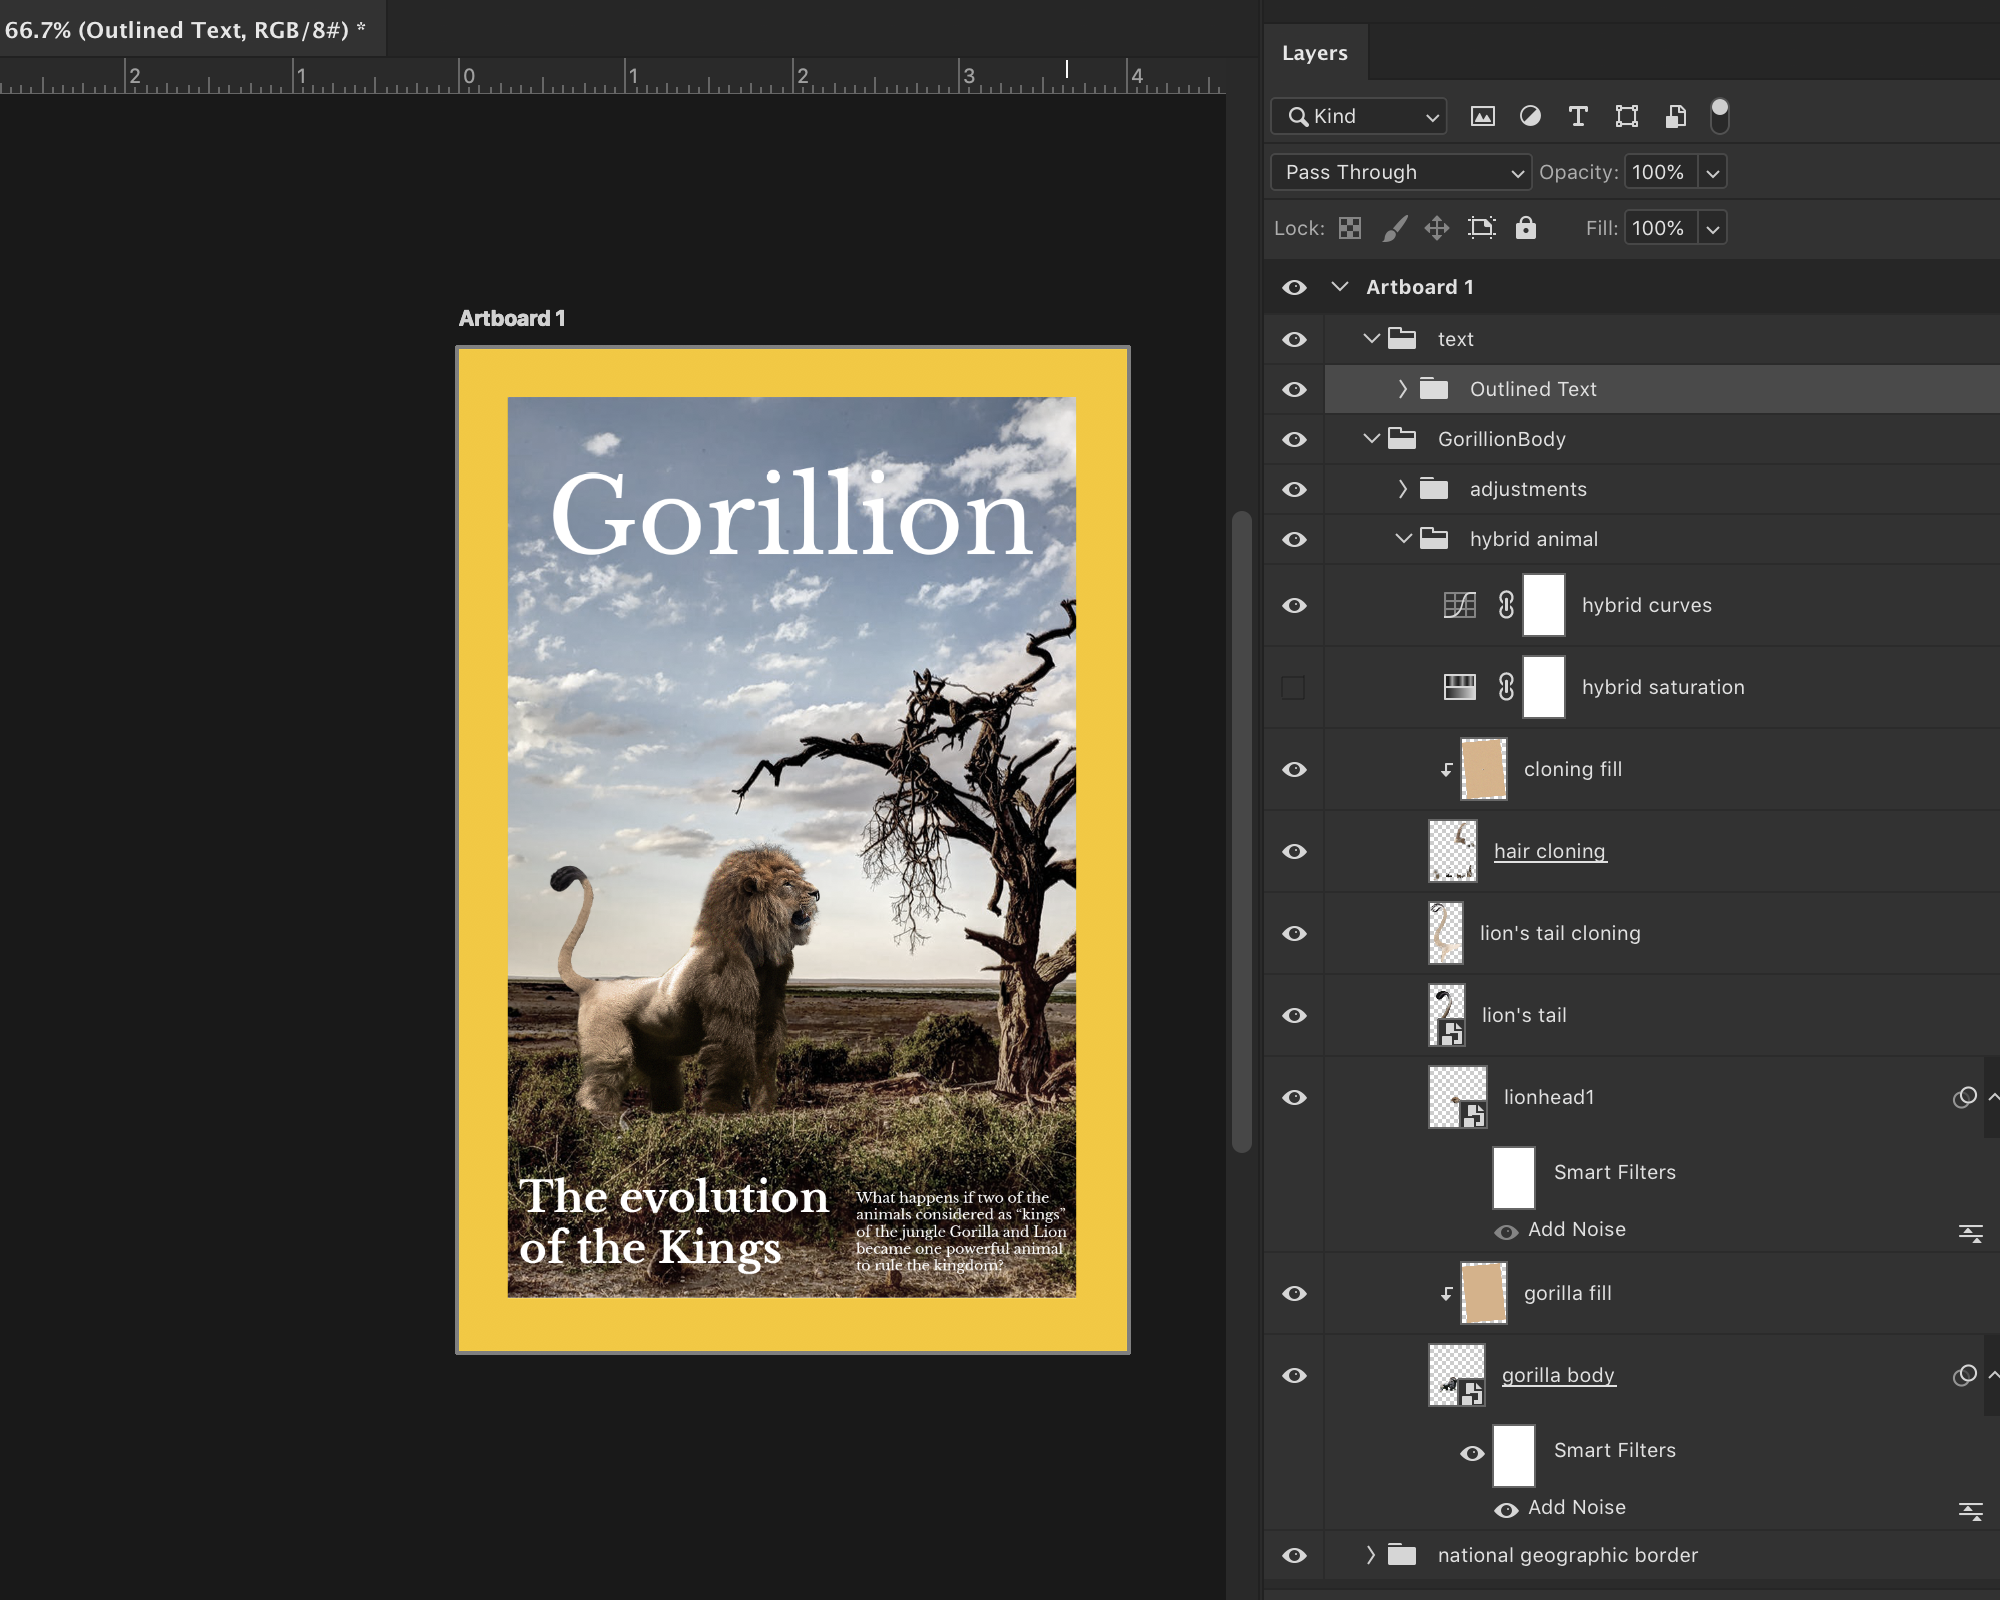 66.7% (Outlined Text, RGB/8#) *
2 1 0 1 2 3 4
Artboard 1
Gorillion
The evolution
of the Kings
What happens if two of the
animals considered as “kings”
of the jungle Gorilla and Lion
became one powerful animal
to rule the kingdom?
Layers
Kind
Pass Through Opacity: 100%
Lock: Fill: 100%
Artboard 1
text
Outlined Text
GorillionBody
adjustments
hybrid animal
hybrid curves
hybrid saturation
cloning fill
hair cloning
lion's tail cloning
lion's tail
lionhead1
Smart Filters
Add Noise
gorilla fill
gorilla body
Smart Filters
Add Noise
national geographic border